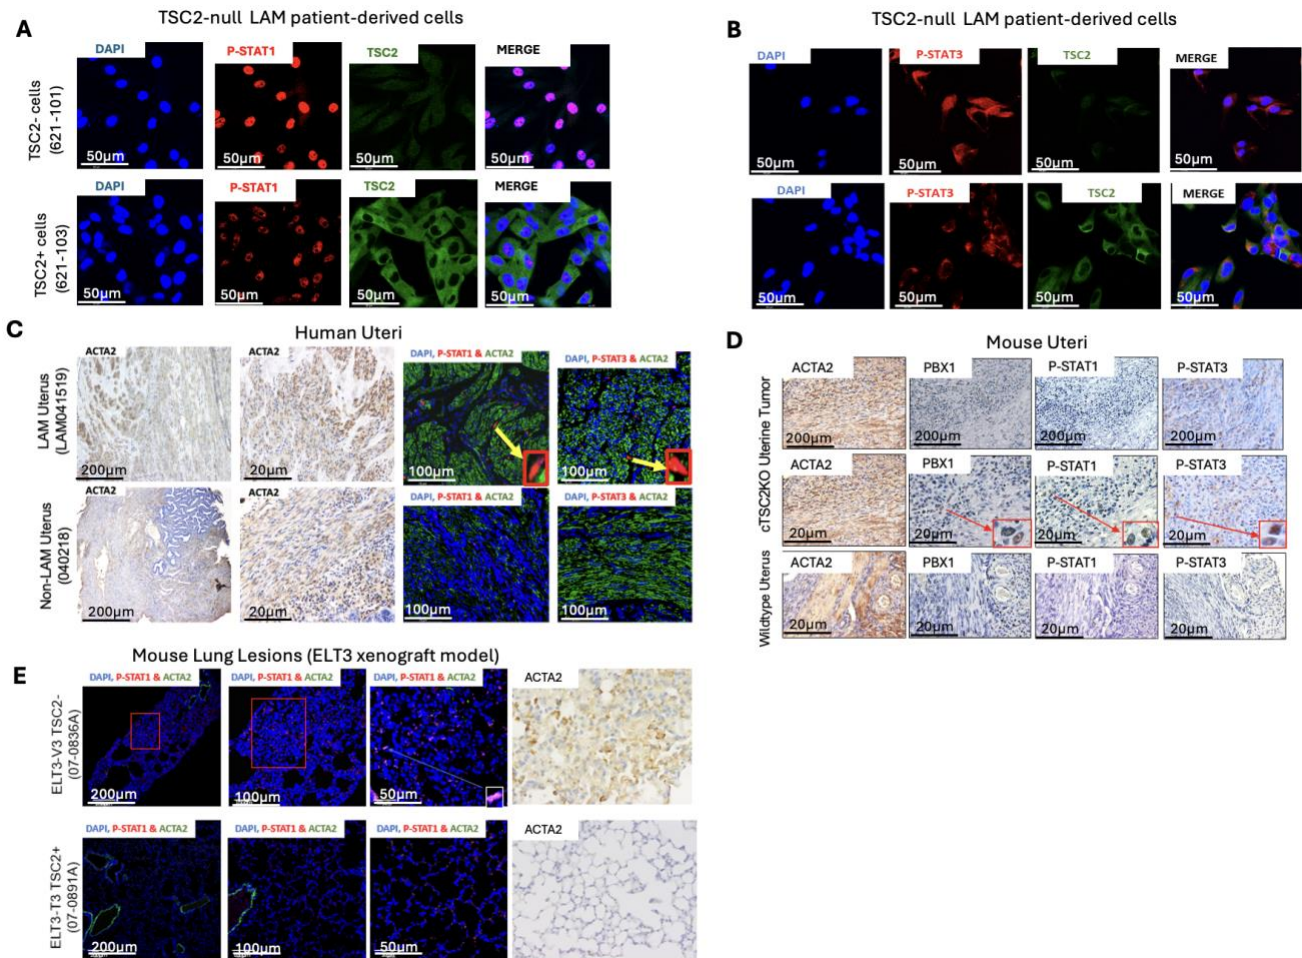 A
TSC2-null LAM patient-derived cells
DAPI P-STAT1 TSC2 MERGE
TSC2- cells
(621-101)
50µm 50µm 50µm 50µm
DAPI P-STAT1 TSC2 MERGE
TSC2+ cells
(621-103)
50µm 50µm 50µm 50µm
B
TSC2-null LAM patient-derived cells
DAPI P-STAT3 TSC2 MERGE
50µm 50µm 50µm 50µm
DAPI P-STAT3 TSC2 MERGE
50µm 50µm 50µm 50µm
C
Human Uteri
LAM Uterus
(LAM041519)
ACTA2 ACTA2 DAPI, P-STAT1 & ACTA2 DAPI, P-STAT3 & ACTA2
200µm 20µm 100µm 100µm
Non-LAM Uterus
(040218)
ACTA2 ACTA2 DAPI, P-STAT1 & ACTA2 DAPI, P-STAT3 & ACTA2
200µm 20µm 100µm 100µm
D
Mouse Uteri
cTSC2KO Uterine Tumor
ACTA2 PBX1 P-STAT1 P-STAT3
200µm 200µm 200µm 200µm
ACTA2 PBX1 P-STAT1 P-STAT3
20µm 20µm 20µm 20µm
Wildtype Uterus
ACTA2 PBX1 P-STAT1 P-STAT3
20µm 20µm 20µm 20µm
E
Mouse Lung Lesions (ELT3 xenograft model)
ELT3-V3 TSC2-
(07-0836A)
DAPI, P-STAT1 & ACTA2 DAPI, P-STAT1 & ACTA2 DAPI, P-STAT1 & ACTA2 ACTA2
200µm 100µm 50µm
ELT3-T3 TSC2+
(07-0891A)
DAPI, P-STAT1 & ACTA2 DAPI, P-STAT1 & ACTA2 DAPI, P-STAT1 & ACTA2 ACTA2
200µm 100µm 50µm